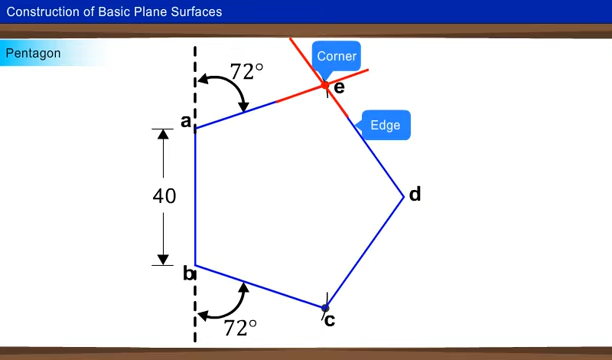 Construction of Basic Plane Surfaces
Pentagon
Corner
72°
e
a
Edge
40
d
b
72°
c